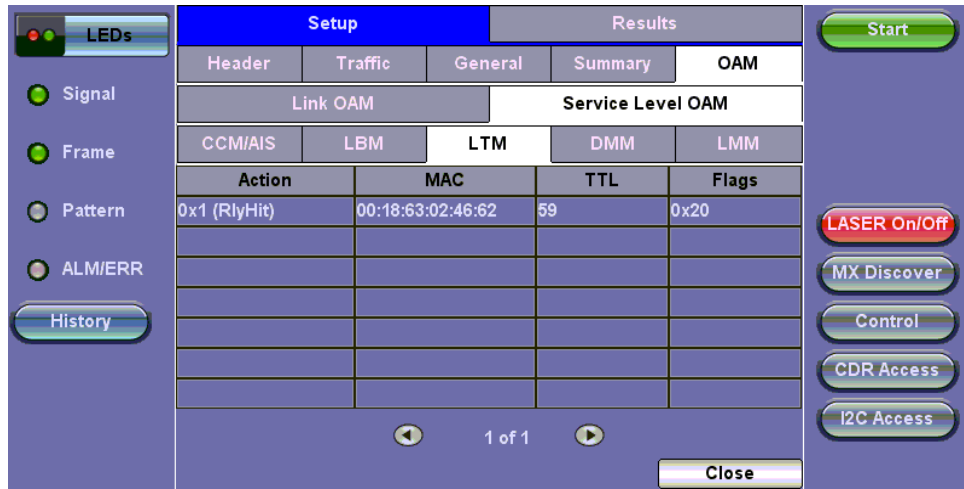 LEDs
Setup
Results
Start
Header
Traffic
General
Summary
OAM
Signal
Link OAM
Service Level OAM
Frame
CCM/AIS
LBM
LTM
DMM
LMM
Action
MAC
TTL
Flags
Pattern
0x1 (RlyHit)
00:18:63:02:46:62
59
0x20
LASER On/Off
ALM/ERR
MX Discover
History
Control
CDR Access
1 of 1
I2C Access
Close